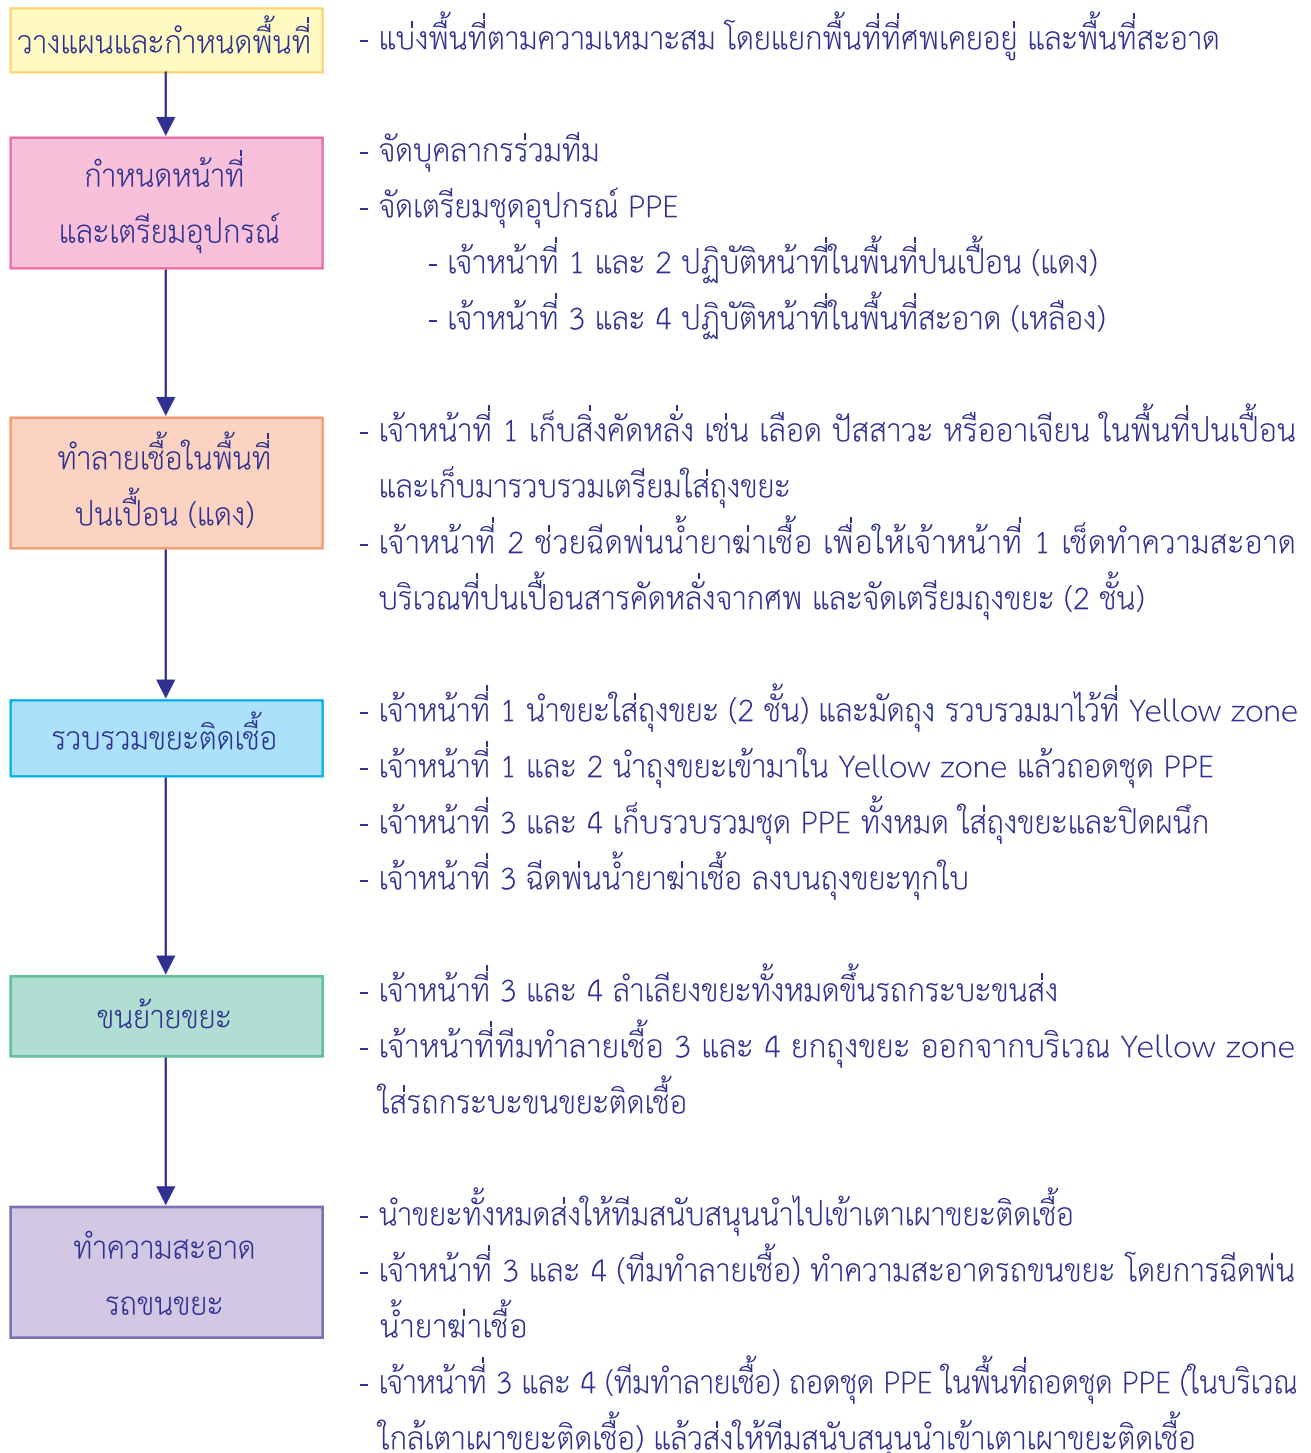 วางแผนและกำหนดพื้นที่
- แบ่งพื้นที่ตามความเหมาะสม โดยแยกพื้นที่ที่ศพเคยอยู่ และพื้นที่สะอาด
กำหนดหน้าที่
และเตรียมอุปกรณ์
- จัดบุคลากรร่วมทีม
- จัดเตรียมชุดอุปกรณ์ PPE
- เจ้าหน้าที่ 1 และ 2 ปฏิบัติหน้าที่ในพื้นที่ปนเปื้อน (แดง)
- เจ้าหน้าที่ 3 และ 4 ปฏิบัติหน้าที่ในพื้นที่สะอาด (เหลือง)
ทำลายเชื้อในพื้นที่
ปนเปื้อน (แดง)
- เจ้าหน้าที่ 1 เก็บสิ่งคัดหลั่ง เช่น เลือด ปัสสาวะ หรืออาเจียน ในพื้นที่ปนเปื้อน
และเก็บมารวบรวมเตรียมใส่ถุงขยะ
- เจ้าหน้าที่ 2 ช่วยฉีดพ่นน้ำยาฆ่าเชื้อ เพื่อให้เจ้าหน้าที่ 1 เช็ดทำความสะอาด
บริเวณที่ปนเปื้อนสารคัดหลั่งจากศพ และจัดเตรียมถุงขยะ (2 ชั้น)
รวบรวมขยะติดเชื้อ
- เจ้าหน้าที่ 1 นำขยะใส่ถุงขยะ (2 ชั้น) และมัดถุง รวบรวมมาไว้ที่ Yellow zone
- เจ้าหน้าที่ 1 และ 2 นำถุงขยะเข้ามาใน Yellow zone แล้วถอดชุด PPE
- เจ้าหน้าที่ 3 และ 4 เก็บรวบรวมชุด PPE ทั้งหมด ใส่ถุงขยะและปิดผนึก
- เจ้าหน้าที่ 3 ฉีดพ่นน้ำยาฆ่าเชื้อ ลงบนถุงขยะทุกใบ
ขนย้ายขยะ
- เจ้าหน้าที่ 3 และ 4 ลำเลียงขยะทั้งหมดขึ้นรถกระบะขนส่ง
- เจ้าหน้าที่ทีมทำลายเชื้อ 3 และ 4 ยกถุงขยะ ออกจากบริเวณ Yellow zone
ใส่รถกระบะขนขยะติดเชื้อ
ทำความสะอาด
รถขนขยะ
- นำขยะทั้งหมดส่งให้ทีมสนับสนุนนำไปเข้าเตาเผาขยะติดเชื้อ
- เจ้าหน้าที่ 3 และ 4 (ทีมทำลายเชื้อ) ทำความสะอาดรถขนขยะ โดยการฉีดพ่น
น้ำยาฆ่าเชื้อ
- เจ้าหน้าที่ 3 และ 4 (ทีมทำลายเชื้อ) ถอดชุด PPE ในพื้นที่ถอดชุด PPE (ในบริเวณ
ใกล้เตาเผาขยะติดเชื้อ) แล้วส่งให้ทีมสนับสนุนนำเข้าเตาเผาขยะติดเชื้อ